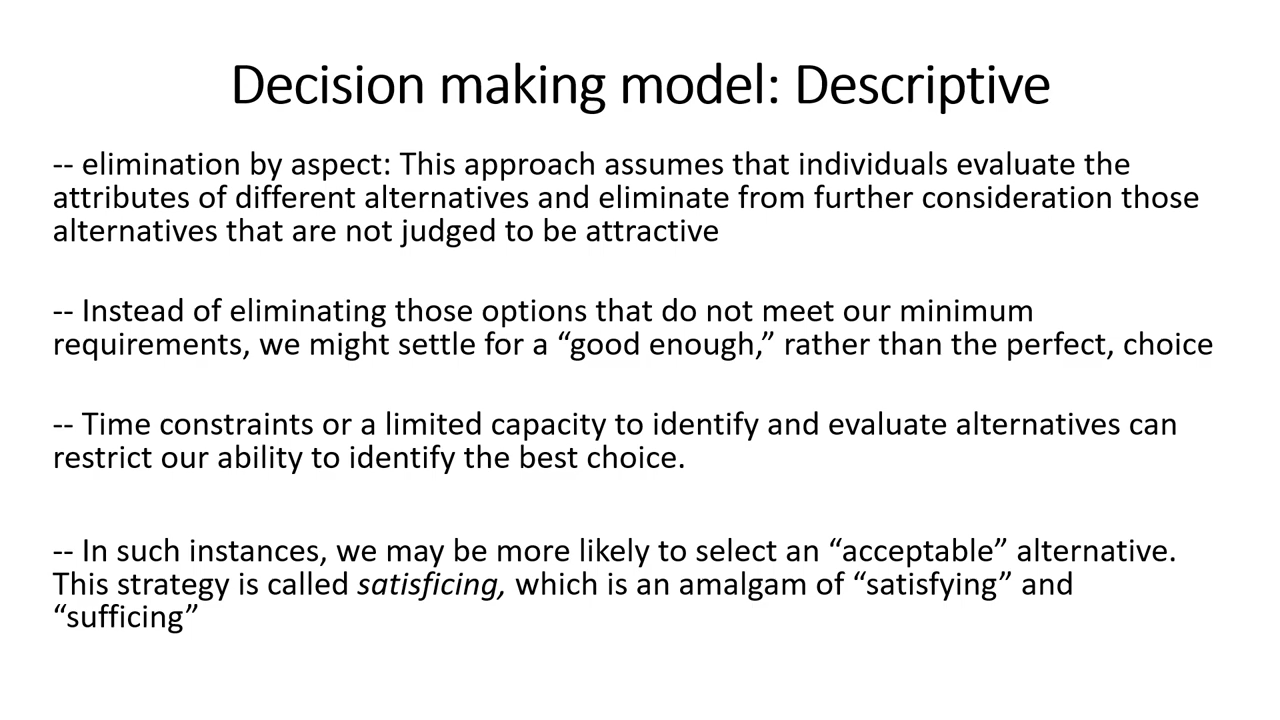 Decision making model: Descriptive
-- elimination by aspect: This approach assumes that individuals evaluate the
attributes of different alternatives and eliminate from further consideration those
alternatives that are not judged to be attractive
-- Instead of eliminating those options that do not meet our minimum
requirements, we might settle for a “good enough,” rather than the perfect, choice
-- Time constraints or a limited capacity to identify and evaluate alternatives can
restrict our ability to identify the best choice.
-- In such instances, we may be more likely to select an “acceptable” alternative.
This strategy is called satisficing, which is an amalgam of “satisfying” and
“sufficing”